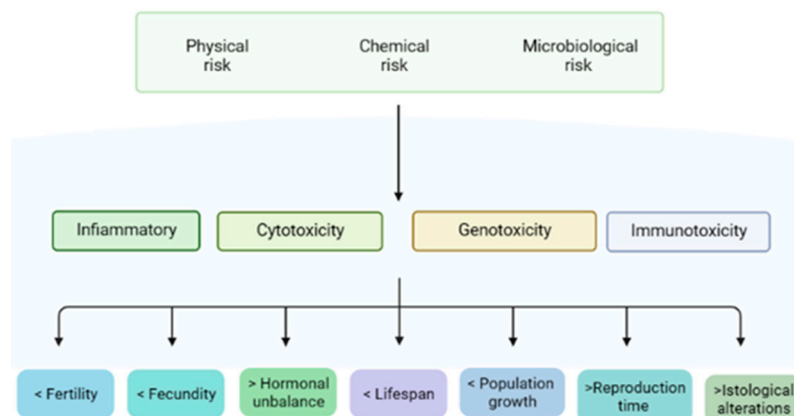 Physical Chemical Microbiological
risk risk risk
Infiammatory Cytotoxicity Genotoxicity Immunotoxicity
< Fertility
< Fecundity
> Hormonal
unbalance
< Lifespan
< Population
growth
>Reproduction
time
>Istological
alterations